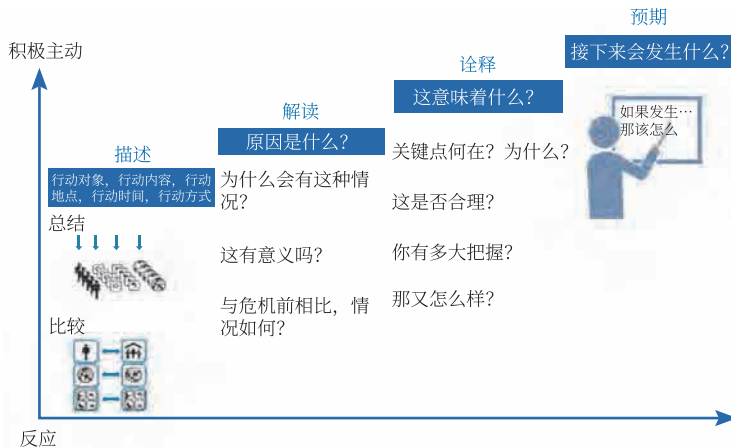 积极主动
描述
行动对象，行动内容，行动
地点，行动时间，行动方式
总结
比较
解读
原因是什么？
为什么会有这种情
况？
这有意义吗？
与危机前相比，情
况如何？
诠释
这意味着什么？
关键点何在？为什么？
这是否合理？
你有多大把握？
那又怎么样？
预期
接下来会发生什么？
如果发生…
那该怎么
反应